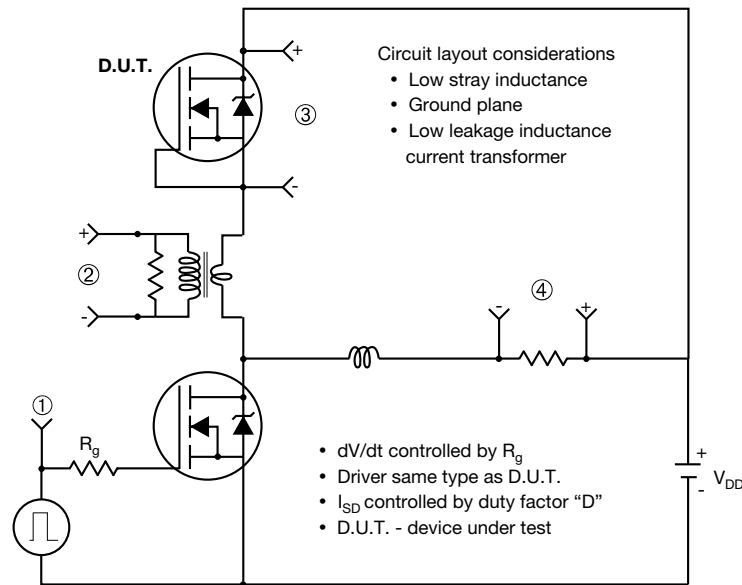 D.U.T.
+
Circuit layout considerations
• Low stray inductance
• Ground plane
• Low leakage inductance
current transformer
③
-
+
②
-
④
-
+
①
R_g
+
V_DD
-
• dV/dt controlled by R_g
• Driver same type as D.U.T.
• I_SD controlled by duty factor “D”
• D.U.T. - device under test